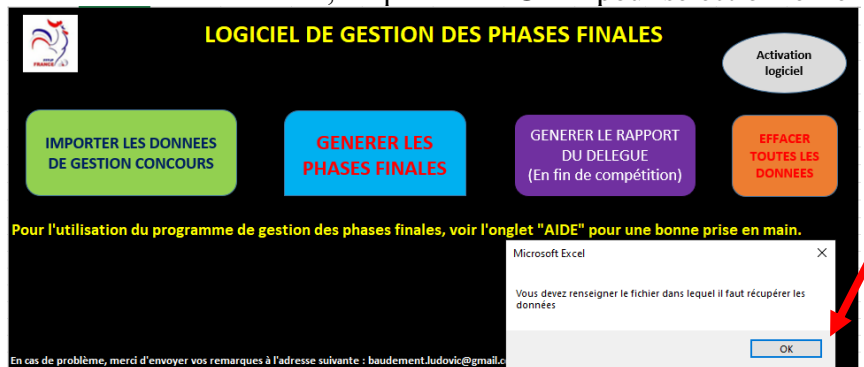 LOGICIEL DE GESTION DES PHASES FINALES
Activation
logiciel
IMPORTER LES DONNEES
DE GESTION CONCOURS
GENERER LES
PHASES FINALES
GENERER LE RAPPORT
DU DELEGUE
(En fin de compétition)
EFFACER
TOUTES LES
DONNEES
Pour l'utilisation du programme de gestion des phases finales, voir l'onglet "AIDE" pour une bonne prise en main.
Microsoft Excel
Vous devez renseigner le fichier dans lequel il faut récupérer les
données
OK
En cas de problème, merci d'envoyer vos remarques à l'adresse suivante : baudement.ludovic@gmail.c